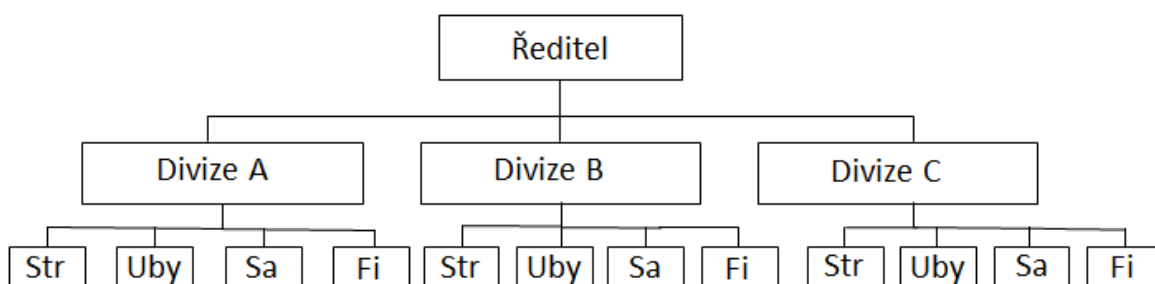 Ředitel
Divize A Divize B Divize C
Str Uby Sa Fi Str Uby Sa Fi Str Uby Sa Fi